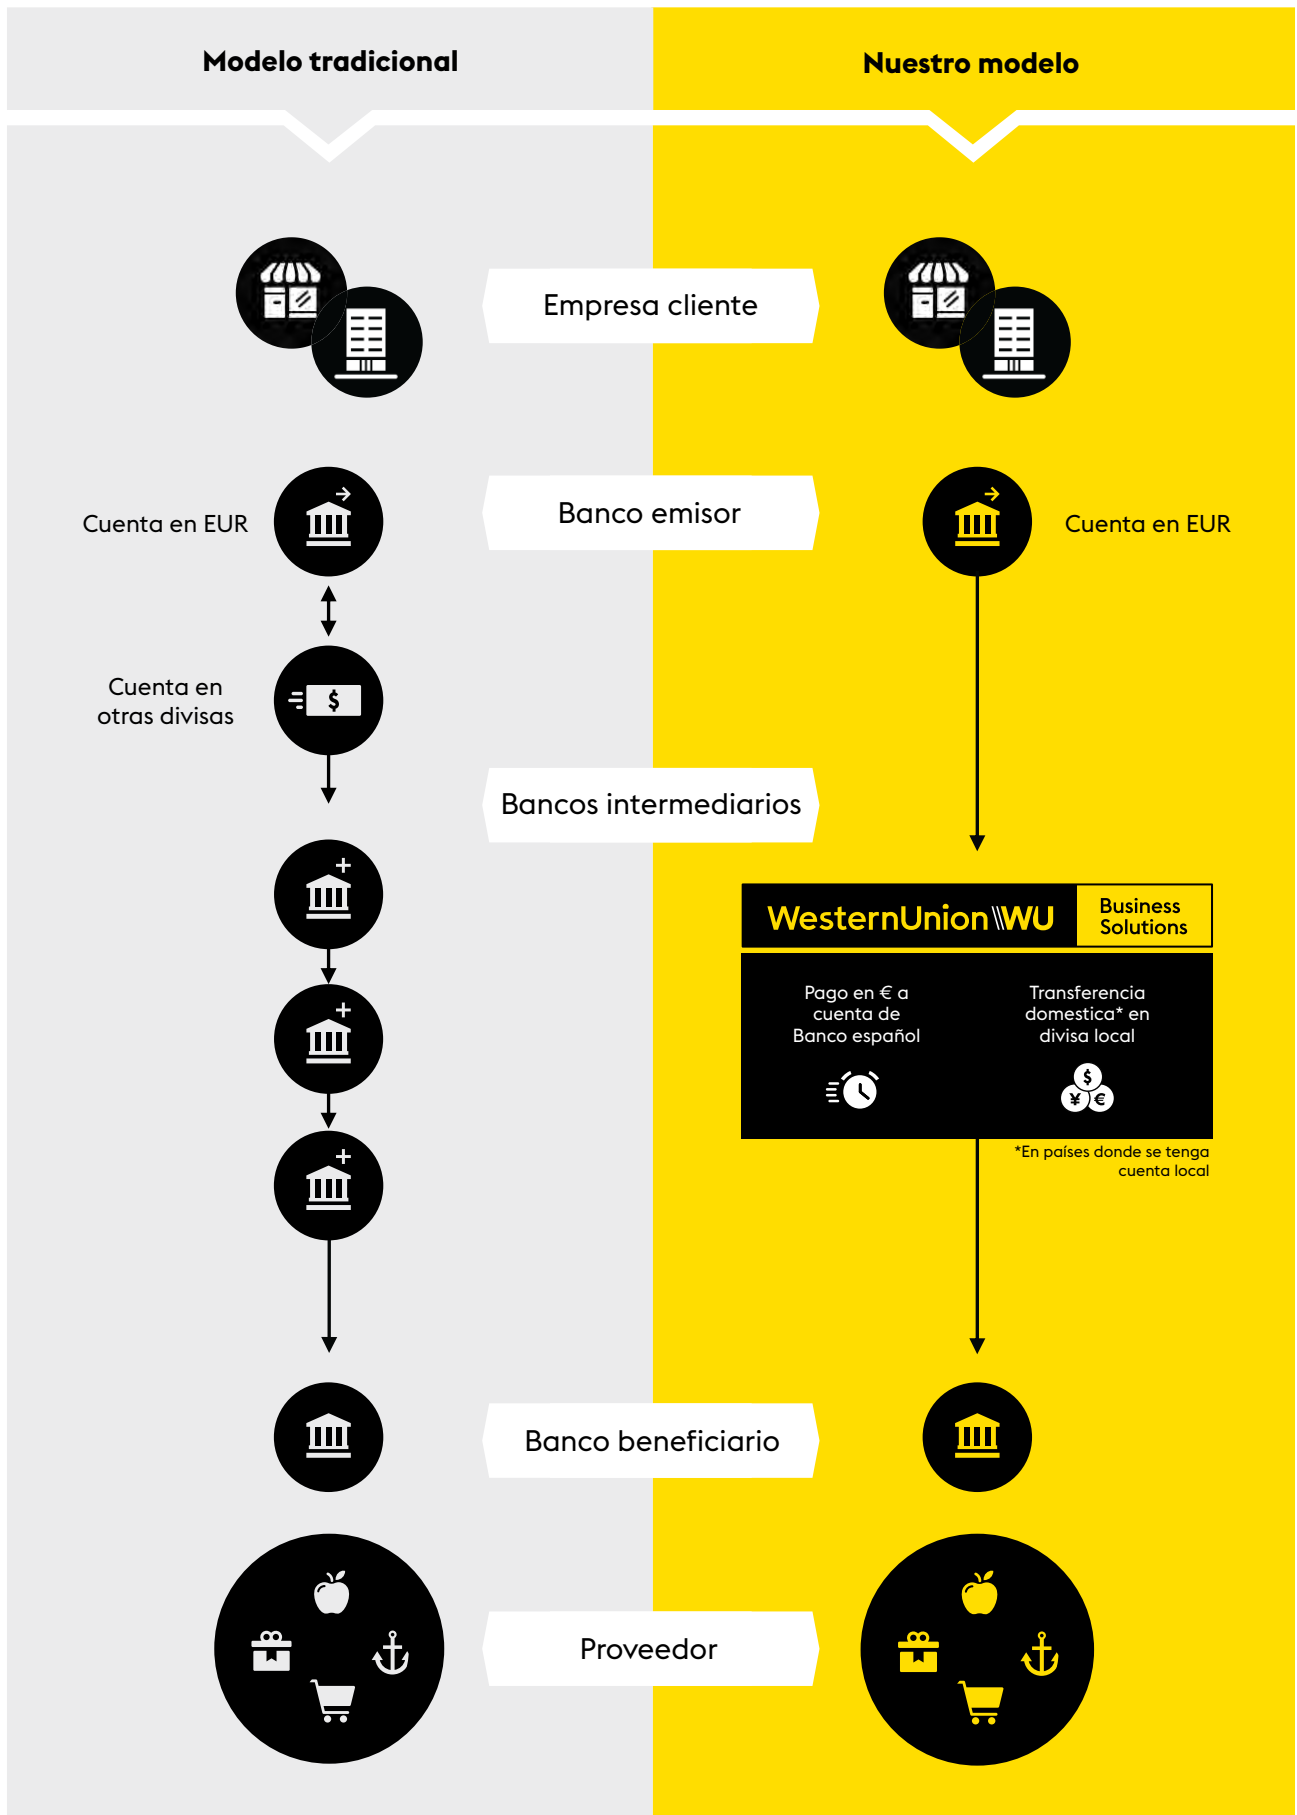 Modelo tradicional
Nuestro modelo
Empresa cliente
Cuenta en EUR
Banco emisor
Cuenta en EUR
Cuenta en
otras divisas
$
Bancos intermediarios
WesternUnion\\WU
Business
Solutions
Pago en € a
cuenta de
Banco español
Transferencia
domestica* en
divisa local
$
¥ €
*En países donde se tenga
cuenta local
Banco beneficiario
Proveedor